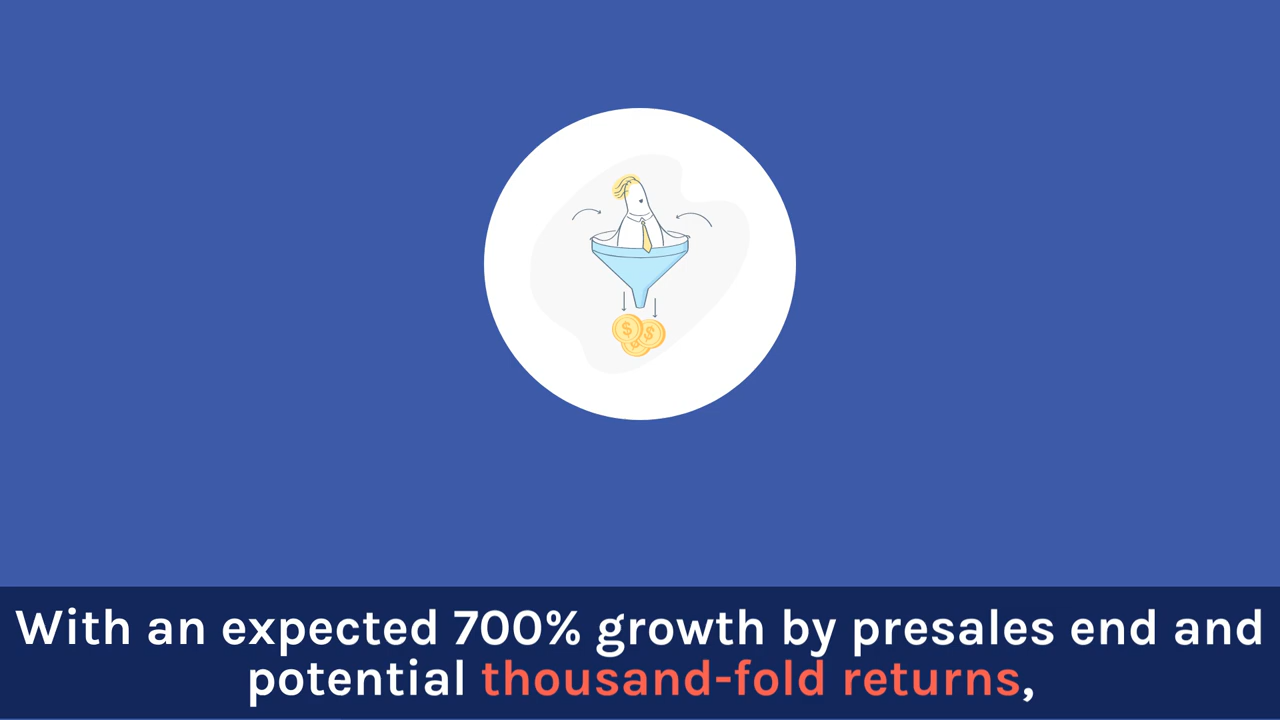 $ $
With an expected 700% growth by presales end and
potential thousand-fold returns,